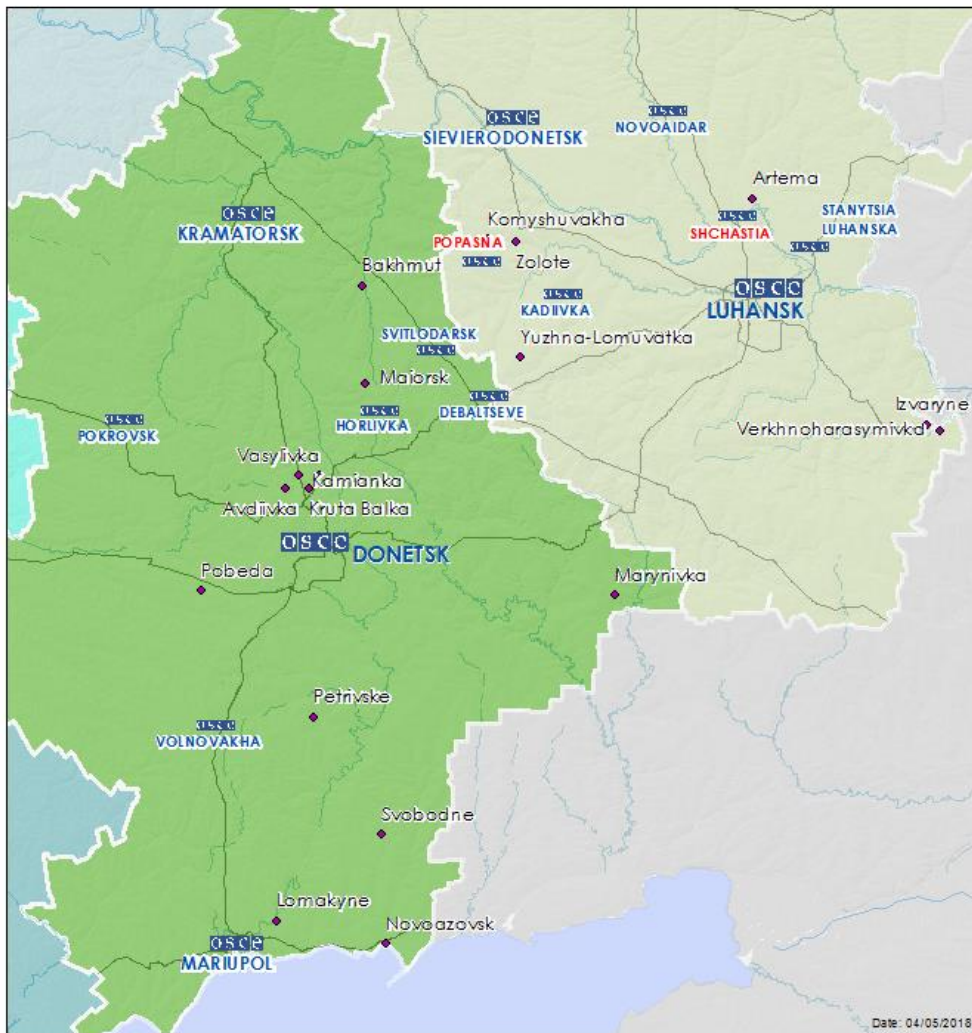 osce
SIEVIERODONETSK
osce
NOVOAIDAR
Artema
osce
SHCHASTIA
STANYTSIA
LUHANSKA
osce
osce
KRAMATORSK
Komyshuvakha
POPASNA
osce
Zolote
Bakhmut
osce
KADIIVKA
osce
LUHANSK
SVITLODARSK
osce
Yuzhna-Lomuvatka
Maiorsk
osce
HORLIVKA
osce
DEBALTSEVE
osce
POKROVSK
Izvaryne
Verkhnoharasymivka
Vasylivka
Kamianka
Avdiivka
Kruta Balka
osce
DONETSK
Pobeda
Marynivka
Petrivske
osce
VOLNOVAKHA
Svobodne
Lomakyne
Novoazovsk
osce
MARIUPOL
Date: 04/05/2018